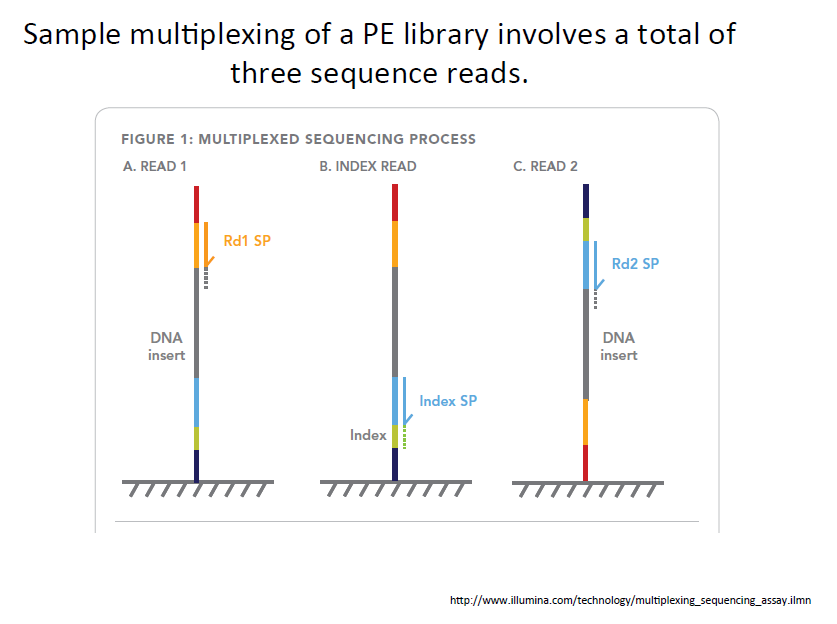 Sample multiplexing of a PE library involves a total of
three sequence reads.
FIGURE 1: MULTIPLEXED SEQUENCING PROCESS
A. READ 1
B. INDEX READ
C. READ 2
Rd1 SP
DNA
insert
Index SP
Index
Rd2 SP
DNA
insert
http://www.illumina.com/technology/multiplexing_sequencing_assay.ilmn